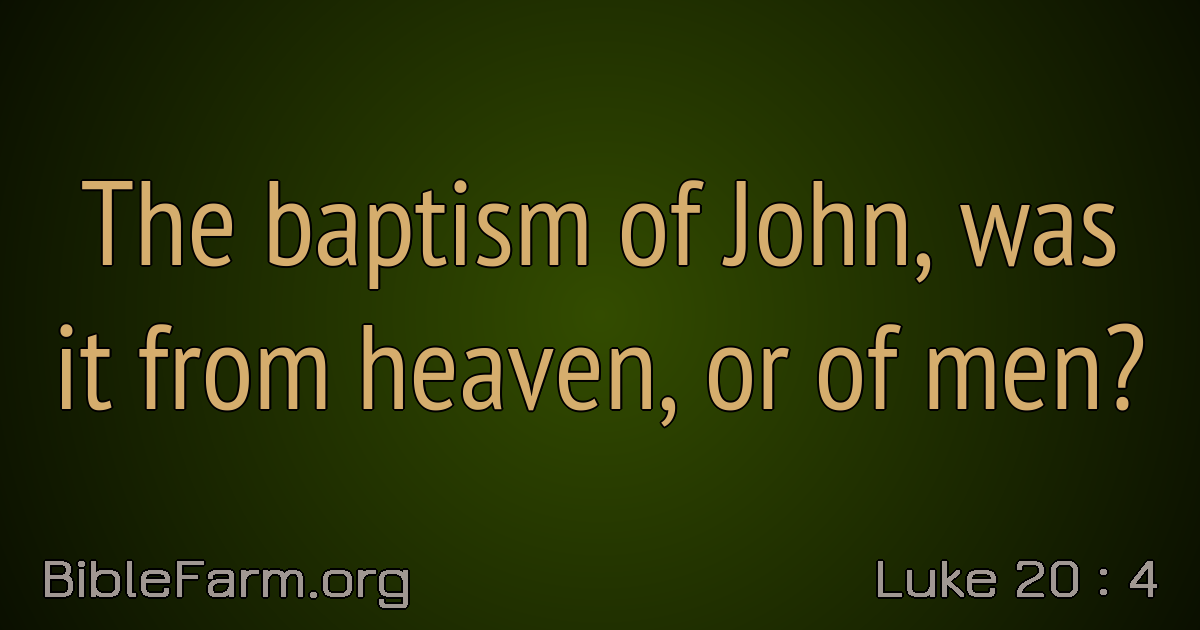 The baptism of John, was
it from heaven, or of men?
BibleFarm.org
Luke 20 : 4